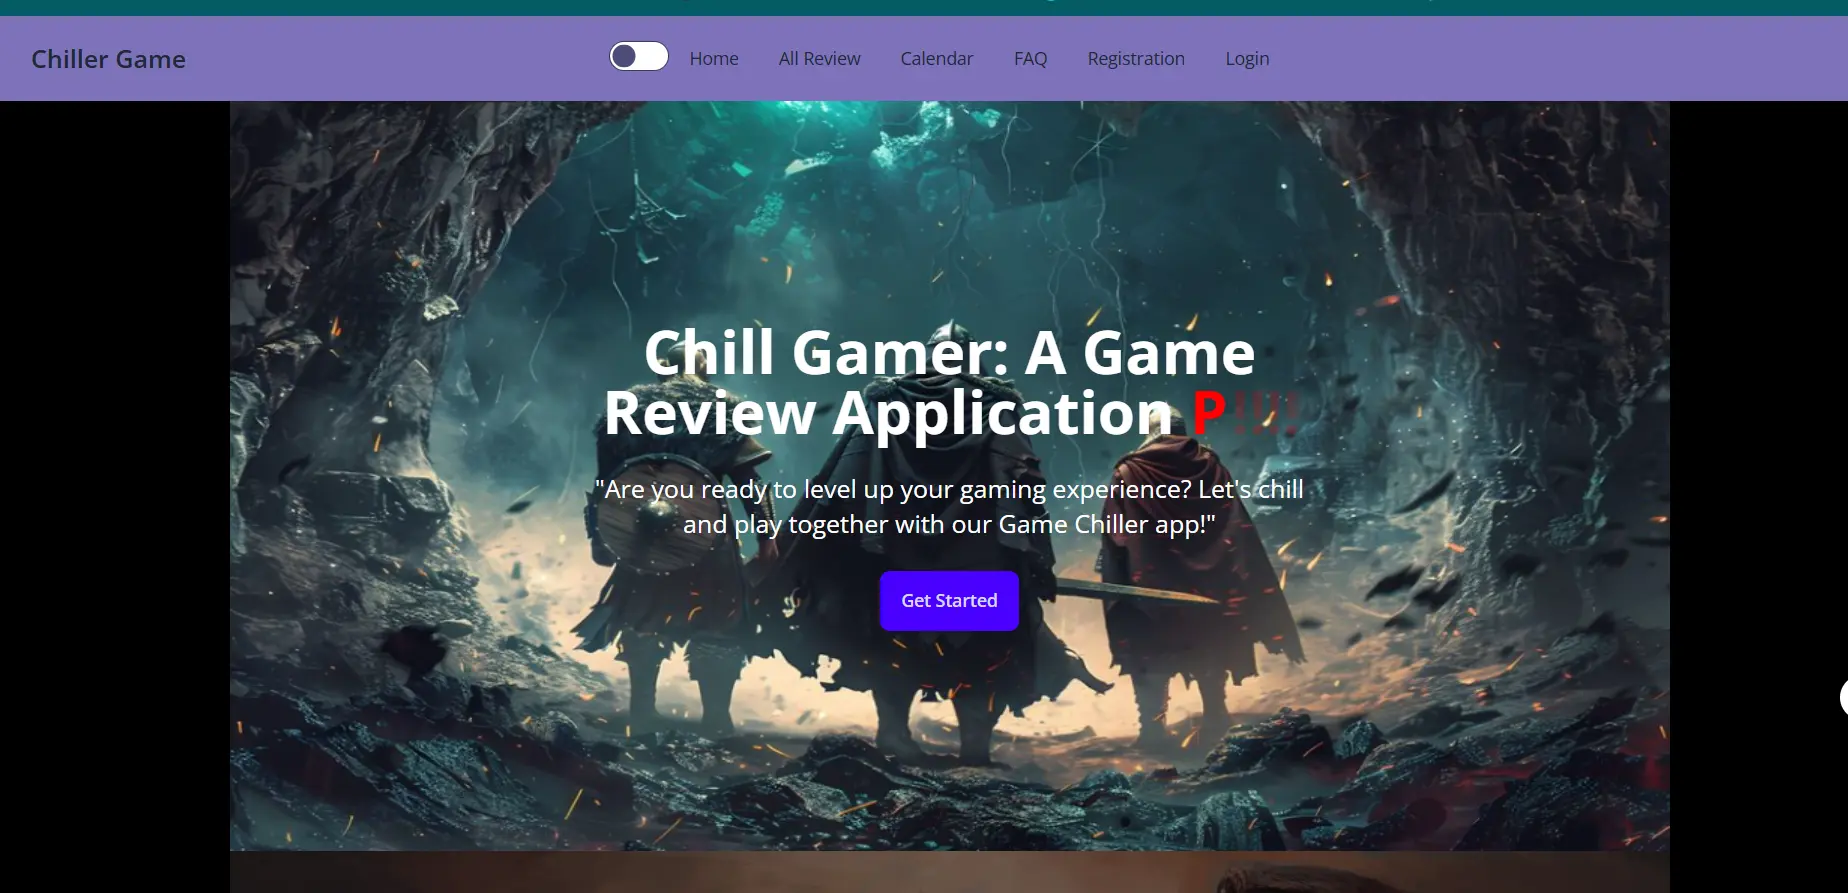 Chiller Game
Home All Review Calendar FAQ Registration Login
Chill Gamer: A Game
Review Application P!!!!
"Are you ready to level up your gaming experience? Let's chill
and play together with our Game Chiller app!"
Get Started